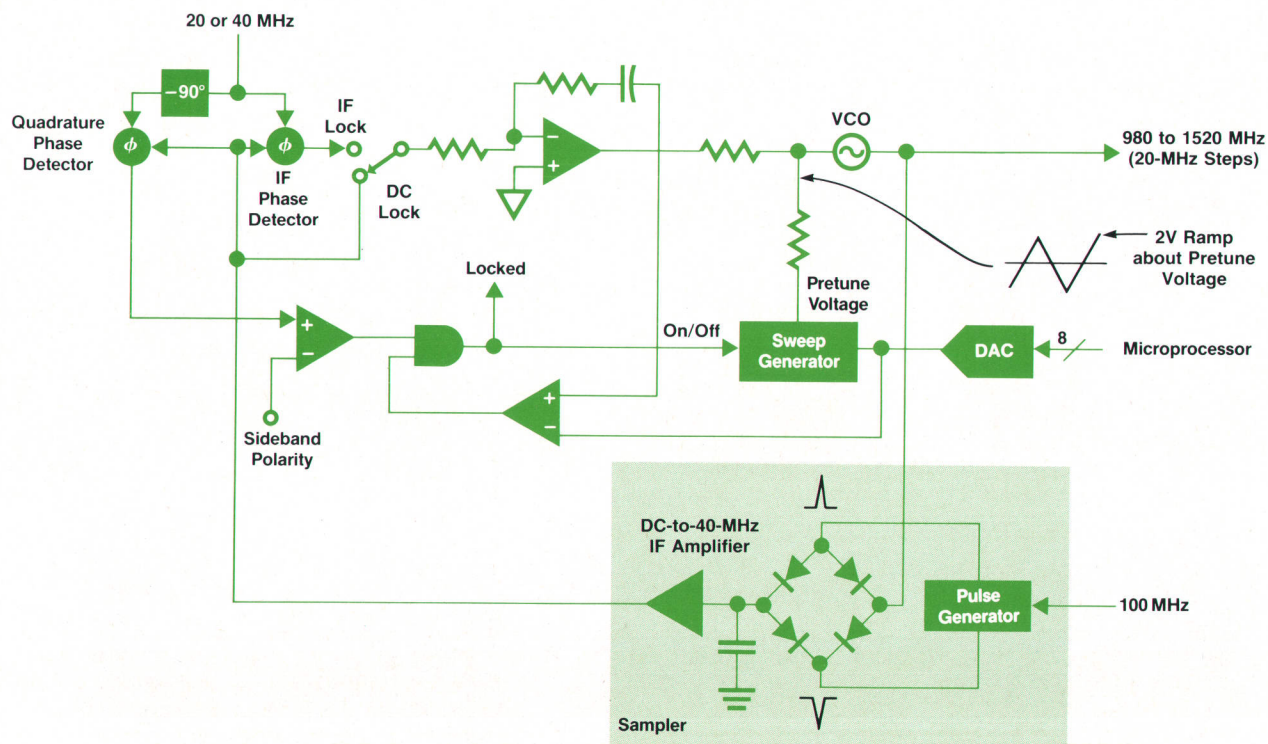 20 or 40 MHz
−90°
Quadrature
Phase
Detector
ϕ
ϕ
IF
Phase
Detector
IF
Lock
DC
Lock
−
+
VCO
980 to 1520 MHz
(20-MHz Steps)
2V Ramp
about Pretune
Voltage
Locked
Pretune
Voltage
+
−
On/Off
Sweep
Generator
DAC
8
Microprocessor
+
−
Sideband
Polarity
DC-to-40-MHz
IF Amplifier
Pulse
Generator
100 MHz
Sampler